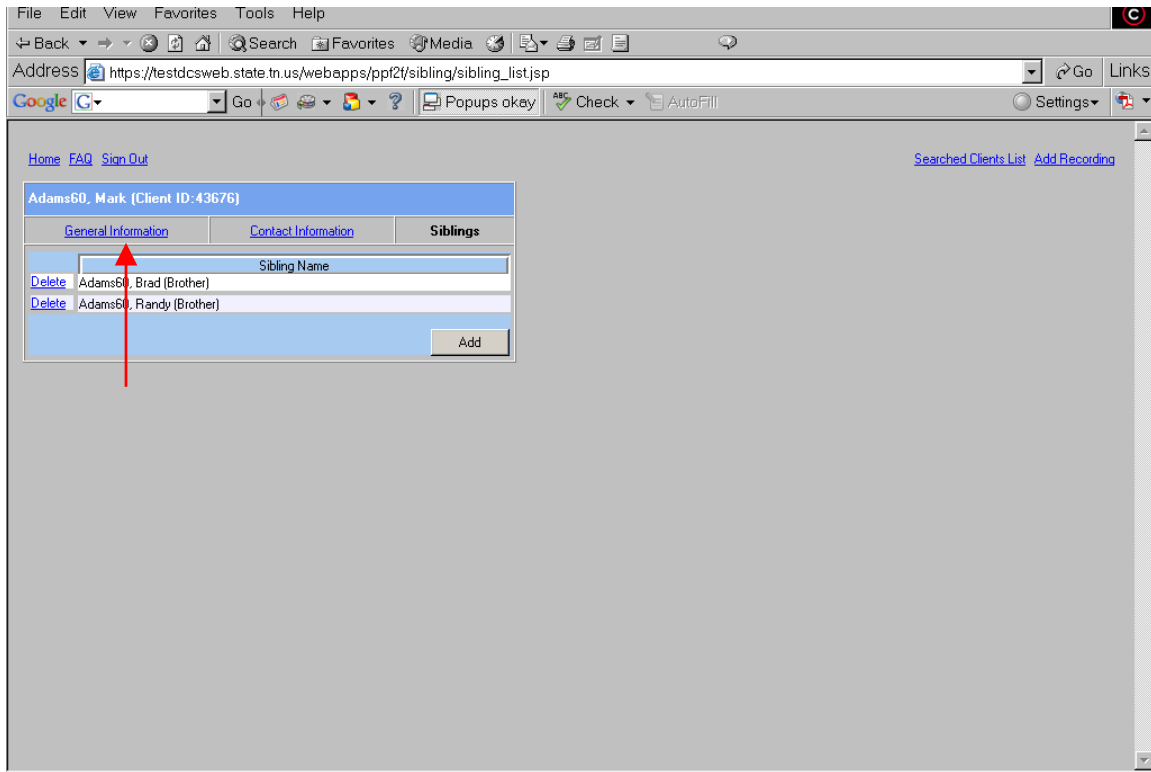 File Edit View Favorites Tools Help
Back Search Favorites Media
Address https://testdcsweb.state.tn.us/webapps/ppf2f/sibling/sibling_list.jsp Go Links
Google G Go Popups okay ABC Check AutoFill Settings
Home FAQ Sign Out Searched Clients List Add Recording
Adams60, Mark (Client ID:43676)
General Information Contact Information Siblings
Sibling Name
Delete Adams60, Brad (Brother)
Delete Adams60, Randy (Brother)
Add